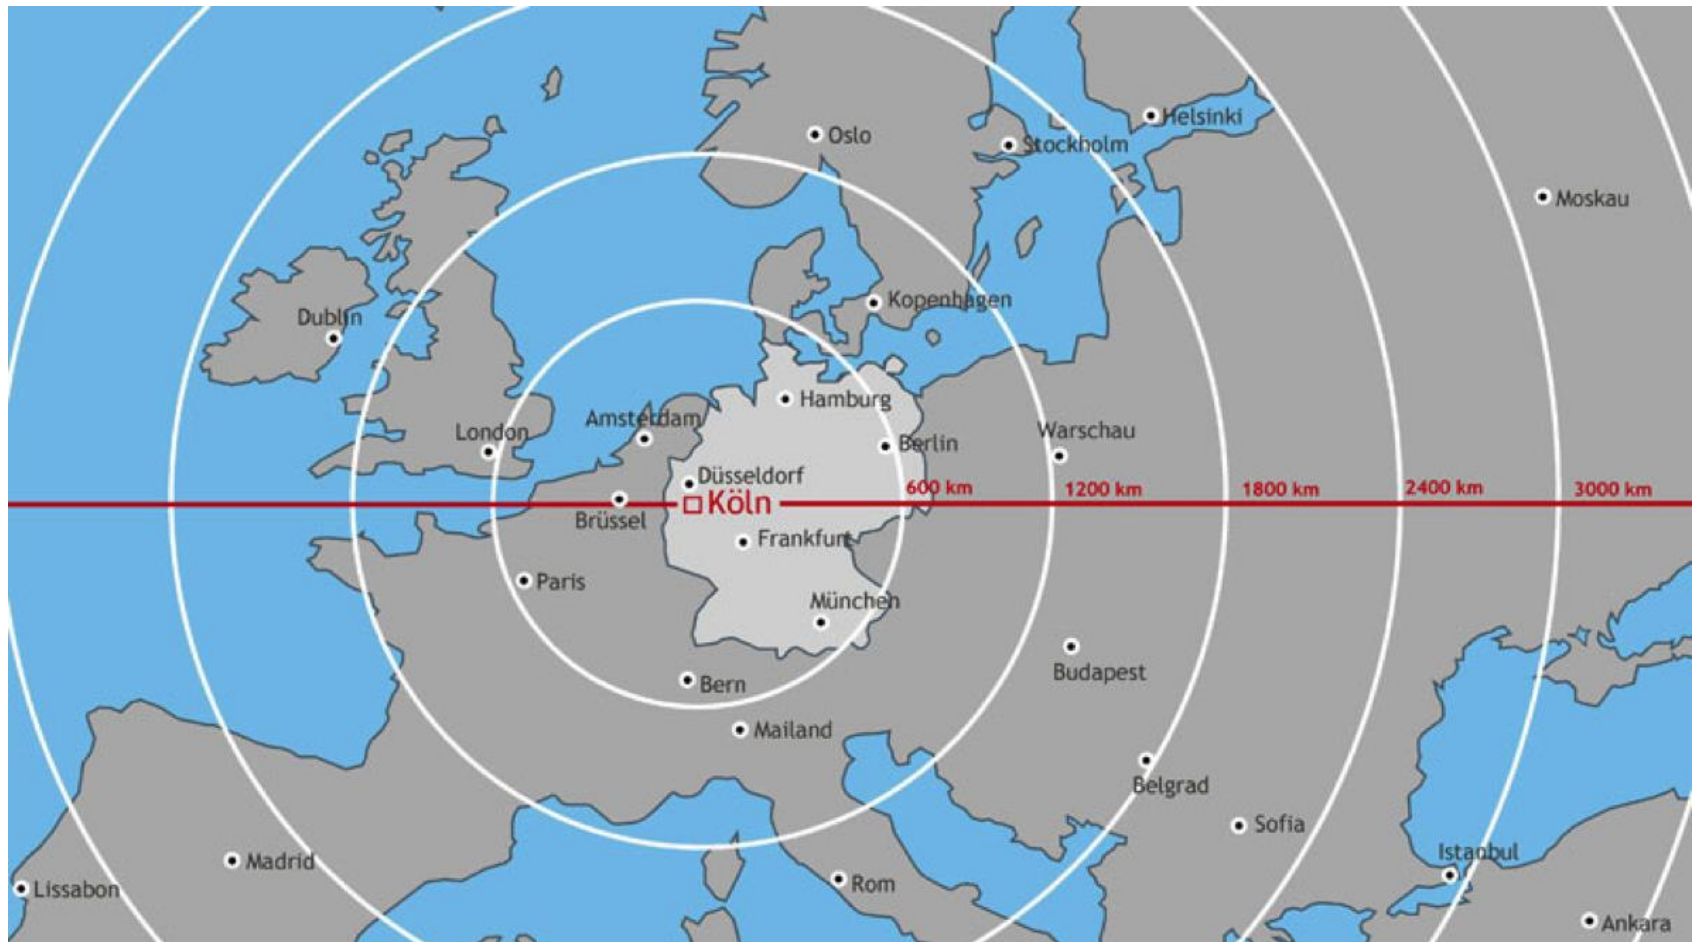 Helsinki
Oslo
Stockholm
Moskau
Kopenhagen
Dublin
Hamburg
Amsterdam
London
Warschau
Berlin
Düsseldorf
600 km
1200 km
1800 km
2400 km
3000 km
Köln
Brüssel
Frankfurt
Paris
München
Budapest
Bern
Mailand
Belgrad
Sofia
Istanbul
Madrid
Rom
Lissabon
Ankara